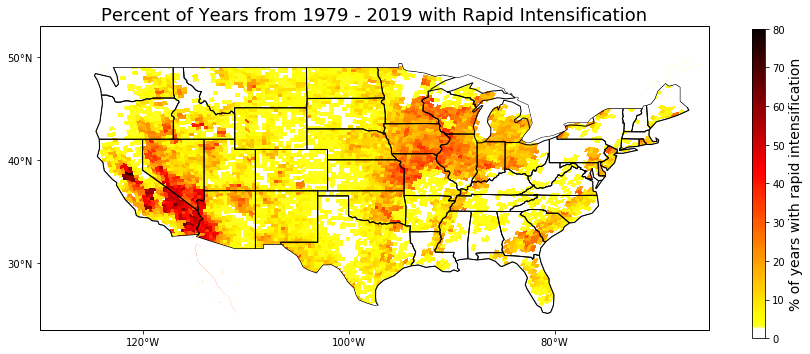 Percent of Years from 1979 - 2019 with Rapid Intensification
50°N
40°N
30°N
120°W
100°W
80°W
80
70
60
50
40
30
20
10
0
% of years with rapid intensification